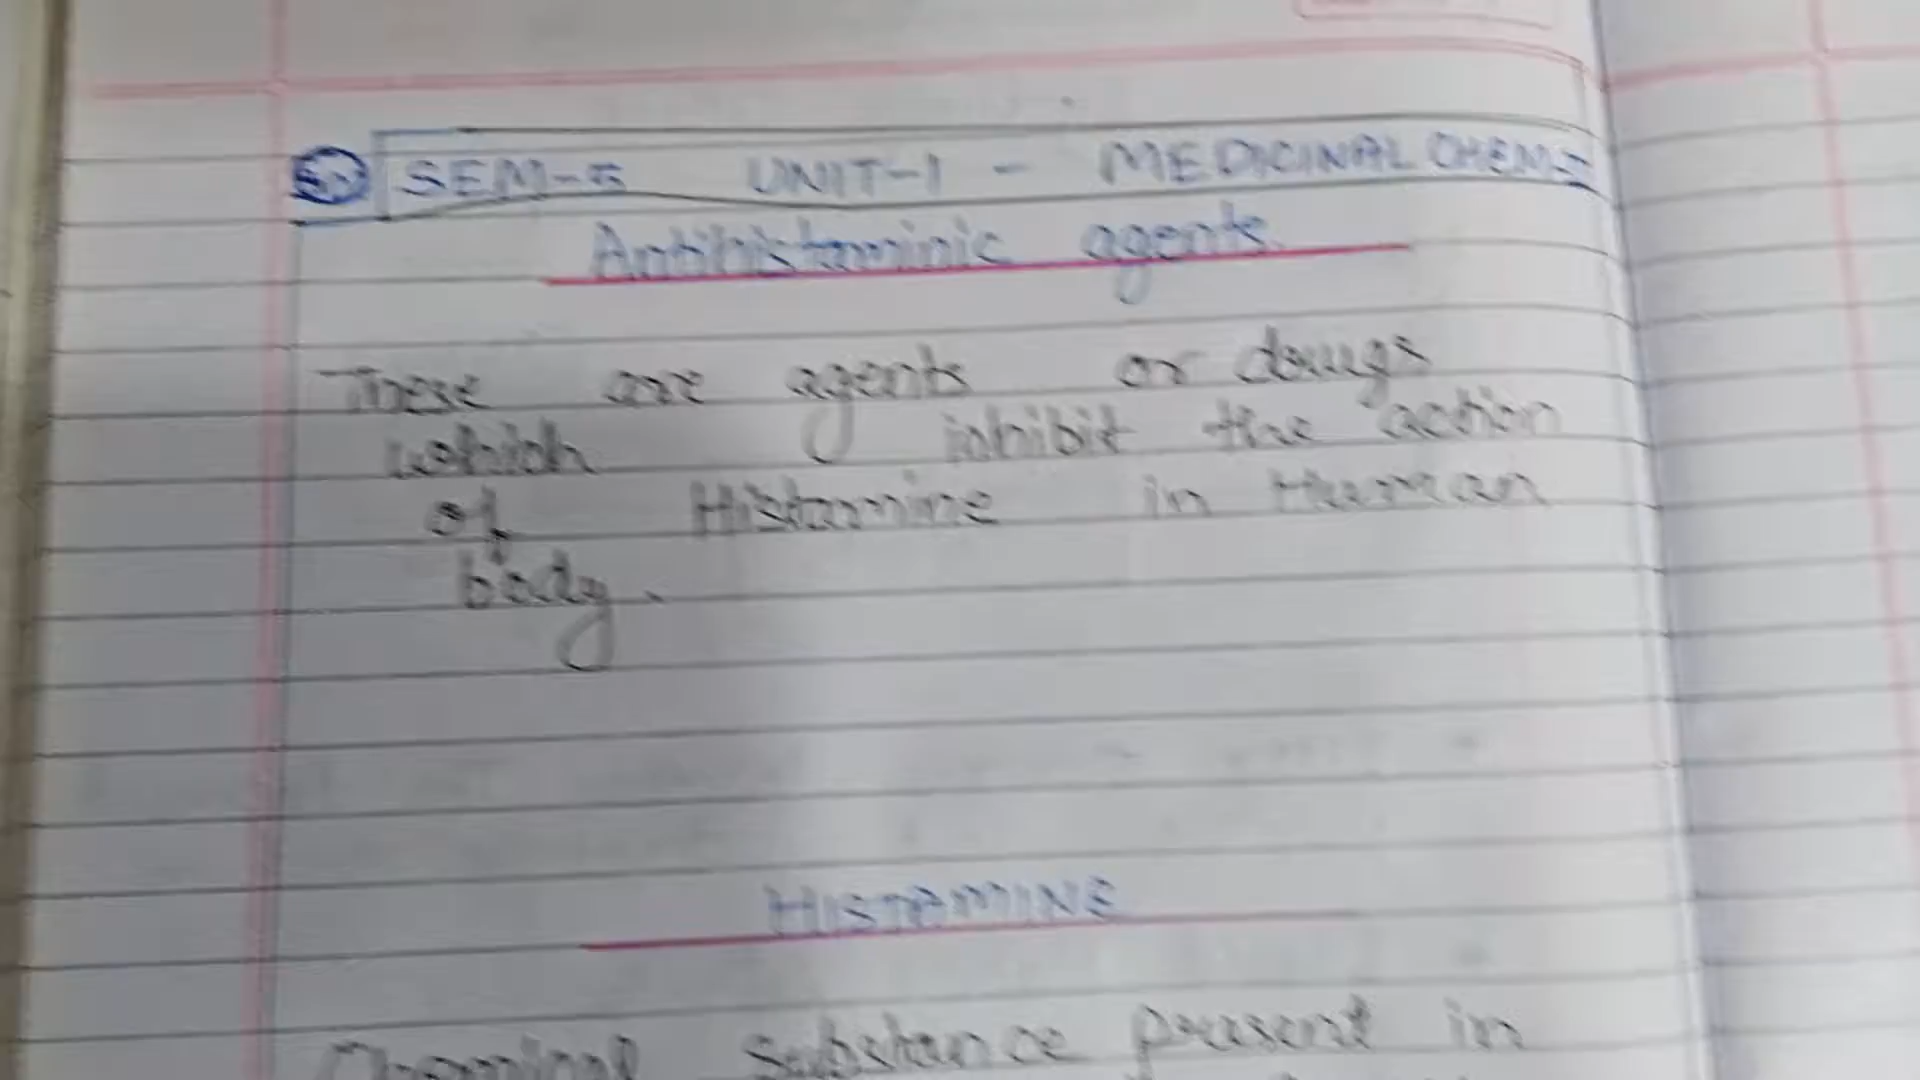 SEM-5 UNIT-1 - MEDICINAL CHEM-
Antihistaminic agents.
These are agents or drugs
which inhibit the action
of Histamine in Human
body.
HISTAMINE
Chemical Substance present in